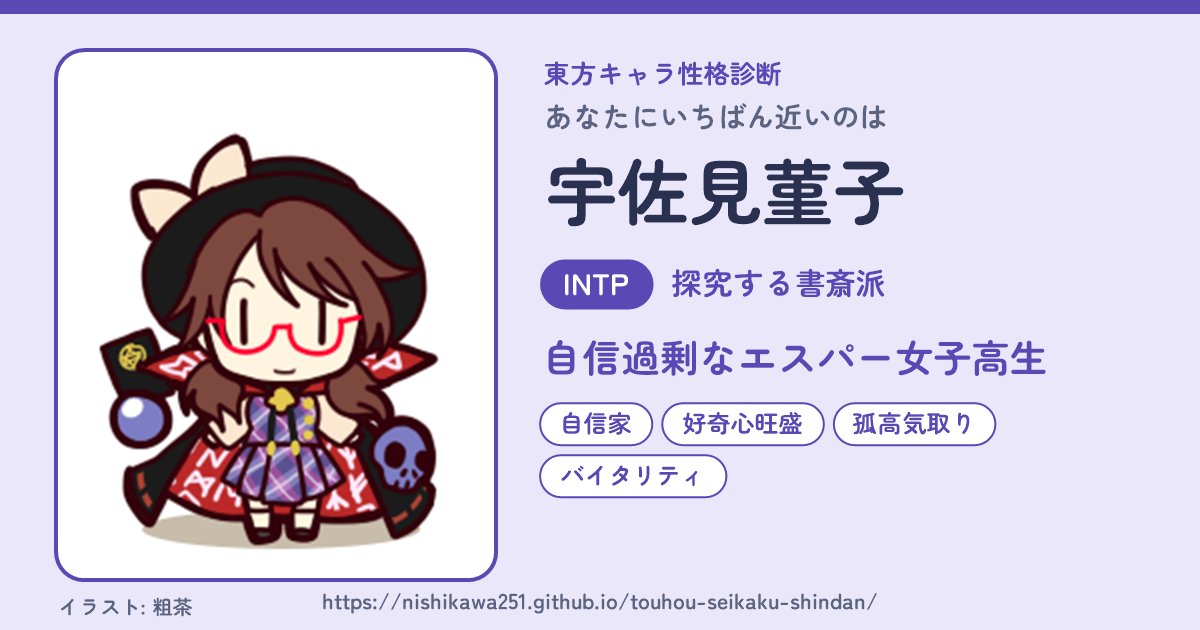 東方キャラ性格診断
あなたにいちばん近いのは
宇佐見菫子
INTP 探究する書斎派
自信過剰なエスパー女子高生
自信家 好奇心旺盛 孤高気取り
バイタリティ
イラスト: 粗茶
https://nishikawa251.github.io/touhou-seikaku-shindan/